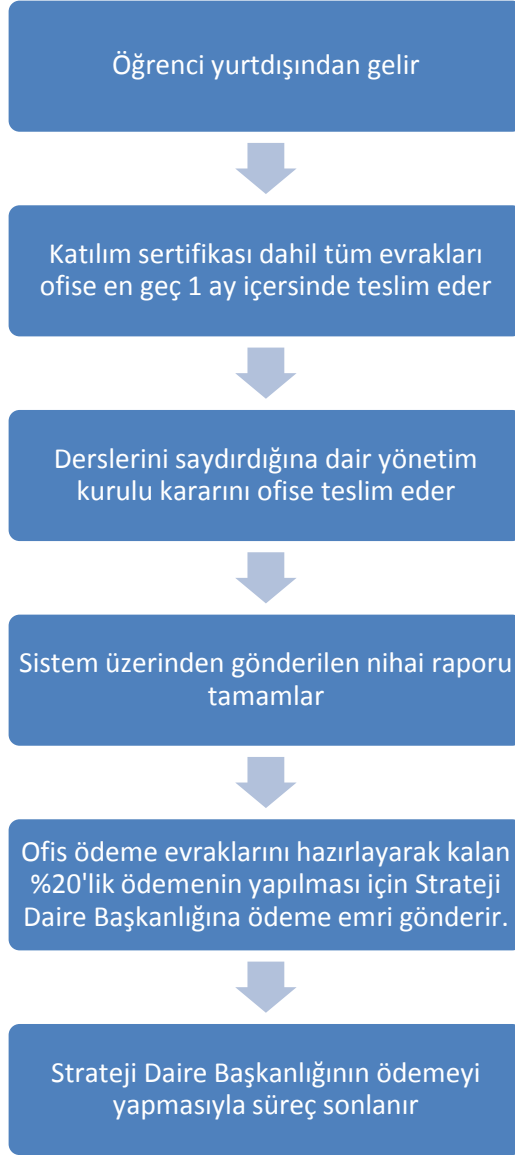 Öğrenci yurtdışından gelir
Katılım sertifikası dahil tüm evrakları
ofise en geç 1 ay içersinde teslim eder
Derslerini saydırdığına dair yönetim
kurulu kararını ofise teslim eder
Sistem üzerinden gönderilen nihai raporu
tamamlar
Ofis ödeme evraklarını hazırlayarak kalan
%20'lik ödemenin yapılması için Strateji
Daire Başkanlığına ödeme emri gönderir.
Strateji Daire Başkanlığının ödemeyi
yapmasıyla süreç sonlanır